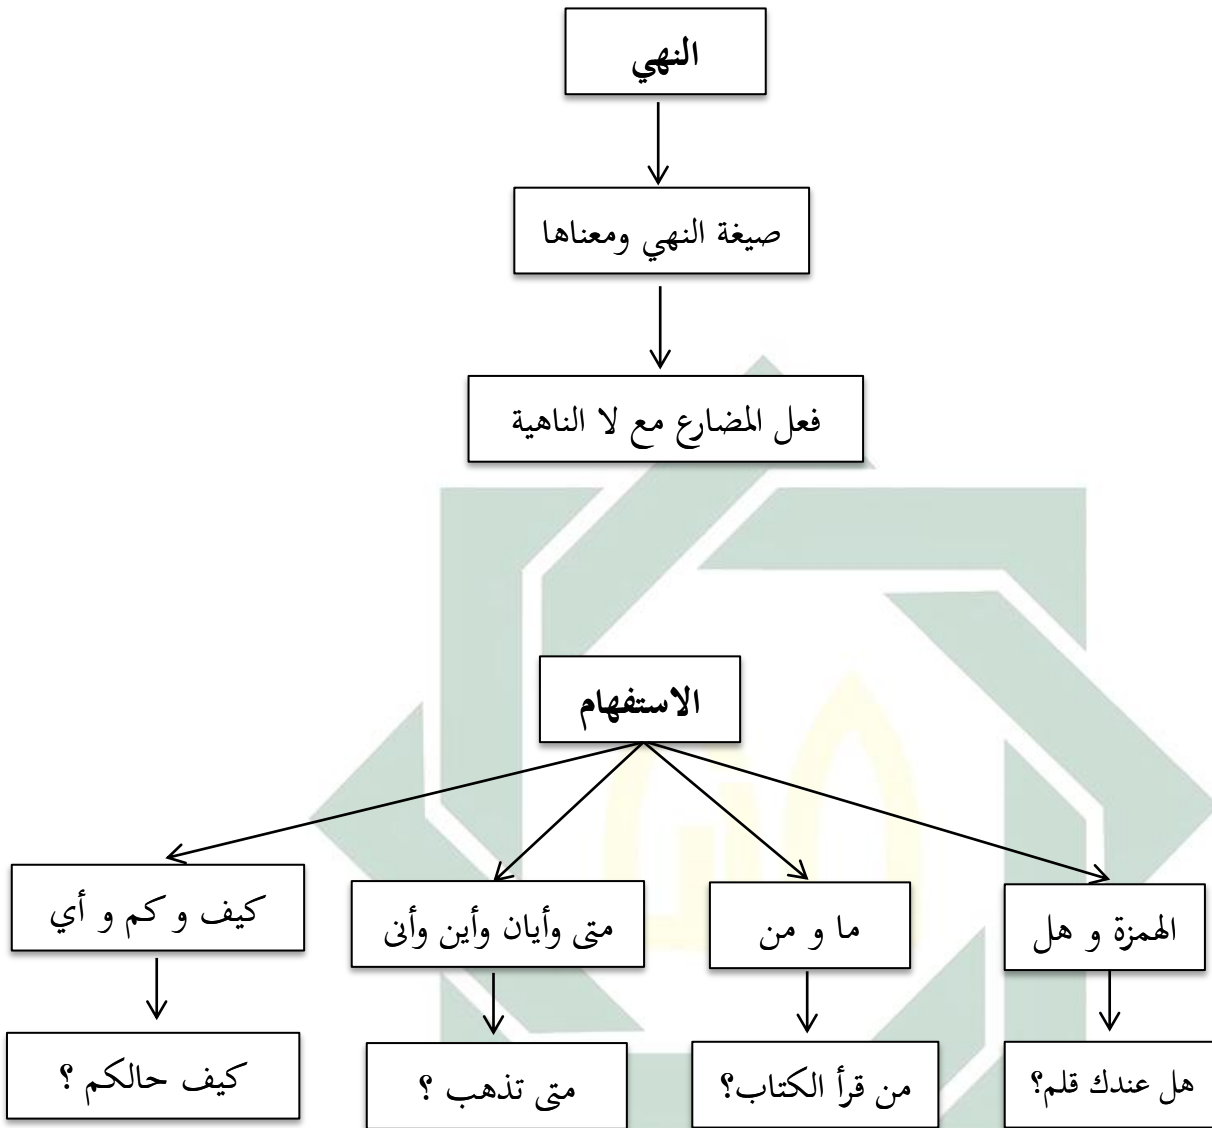 النهي
صيغة النهي ومعناها
فعل المضارع مع لا الناهية
الاستفهام
الهمزة و هل
ما و من
متى وأيان وأين وأنى
كيف و كم و أي
هل عندك قلم؟
من قرأ الكتاب؟
متى تذهب ؟
كيف حالكم ؟